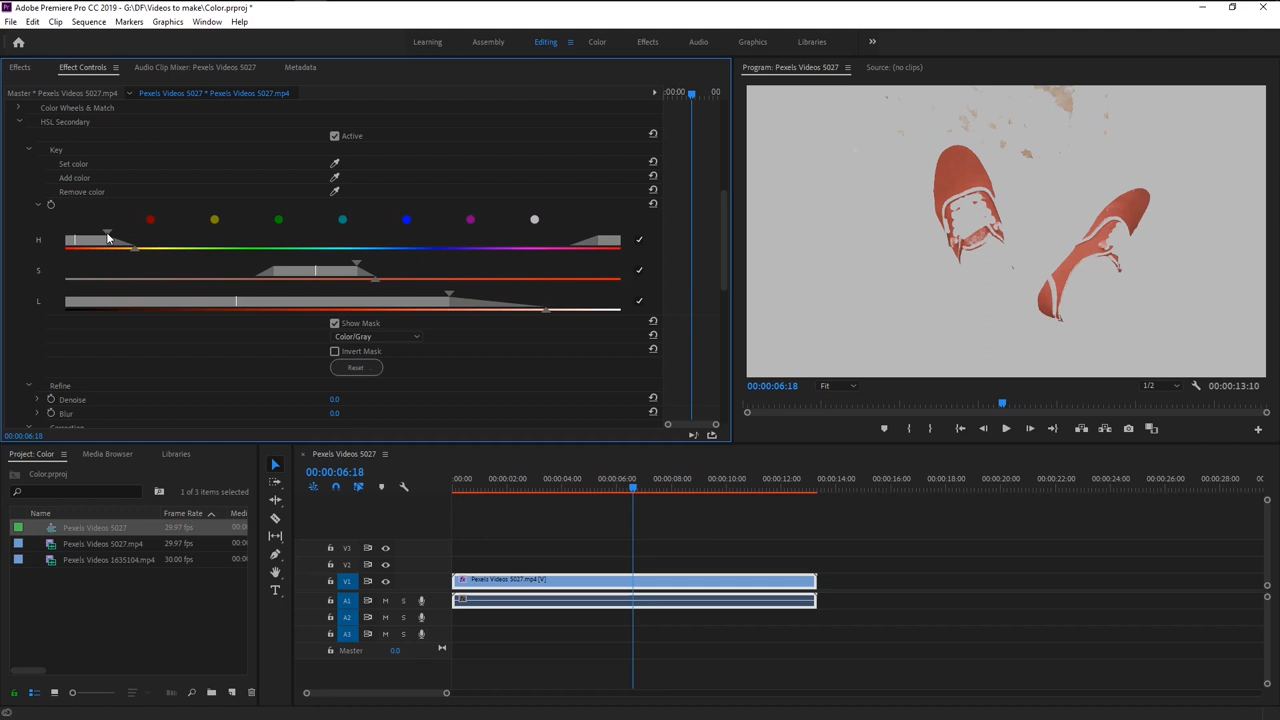 Adobe Premiere Pro CC 2019 - G:\DF\Videos to make\Color.prproj *
File Edit Clip Sequence Markers Graphics Window Help
Learning Assembly Editing Color Effects Audio Graphics Libraries
Effects Effect Controls Audio Clip Mixer: Pexels Videos 5027 Metadata
Program: Pexels Videos 5027 Source: (no clips)
Master * Pexels Videos 5027.mp4 Pexels Videos 5027 * Pexels Videos 5027.mp4
:00:00 00
Color Wheels & Match
HSL Secondary
Active
Key
Set color
Add color
Remove color
H
S
L
Show Mask
Color/Gray
Invert Mask
Reset
Refine
Denoise 0.0
Blur 0.0
00:00:06:18
00:00:06:18 Fit 1/2 00:00:13:10
Project: Color Media Browser Libraries
Color.prproj
1 of 3 items selected
Name Frame Rate Medi
Pexels Videos 5027 29.97 fps 00:0
Pexels Videos 5027.mp4 29.97 fps 00:0
Pexels Videos 1635104.mp4 30.00 fps 00:0
Pexels Videos 5027
00:00:06:18
:00:00 00:00:02:00 00:00:04:00 00:00:06:00 00:00:08:00 00:00:10:00 00:00:12:00 00:00:14:00 00:00:16:00 00:00:18:00 00:00:20:00 00:00:22:00 00:00:24:00 00:00:26:00 00:00:28:00
V3
V2
V1 fx Pexels Videos 5027.mp4 [V]
A1 M S
A2 M S
A3 M S
Master 0.0